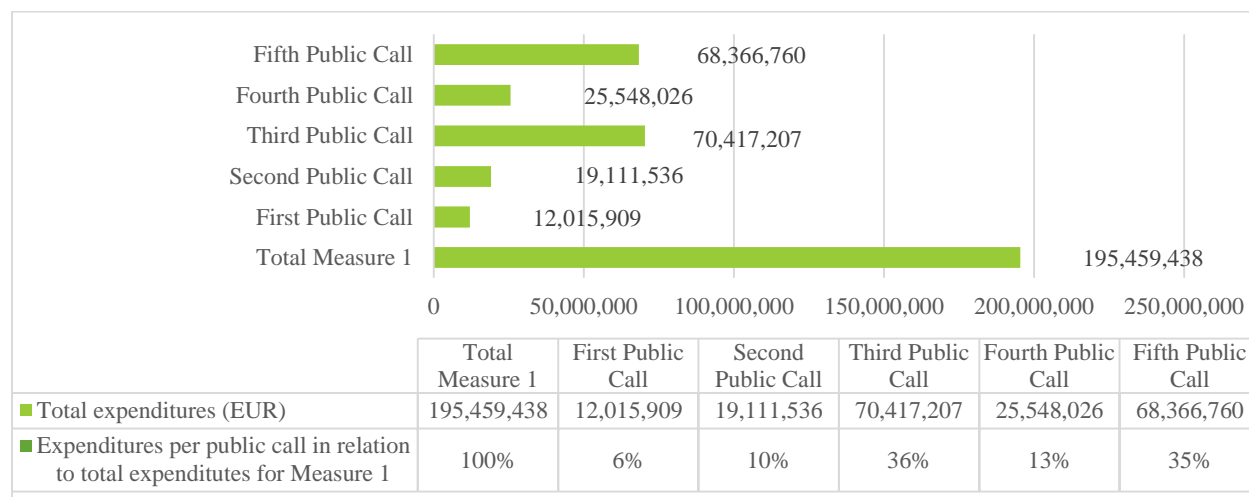 Fifth Public Call 68,366,760
Fourth Public Call 25,548,026
Third Public Call 70,417,207
Second Public Call 19,111,536
First Public Call 12,015,909
Total Measure 1 195,459,438
0 50,000,000 100,000,000 150,000,000 200,000,000 250,000,000
Total First Public Second Third Public Fourth Public Fifth Public
Measure 1 Call Public Call Call Call Call
Total expenditures (EUR) 195,459,438 12,015,909 19,111,536 70,417,207 25,548,026 68,366,760
Expenditures per public call in relation
to total expenditutes for Measure 1 100% 6% 10% 36% 13% 35%